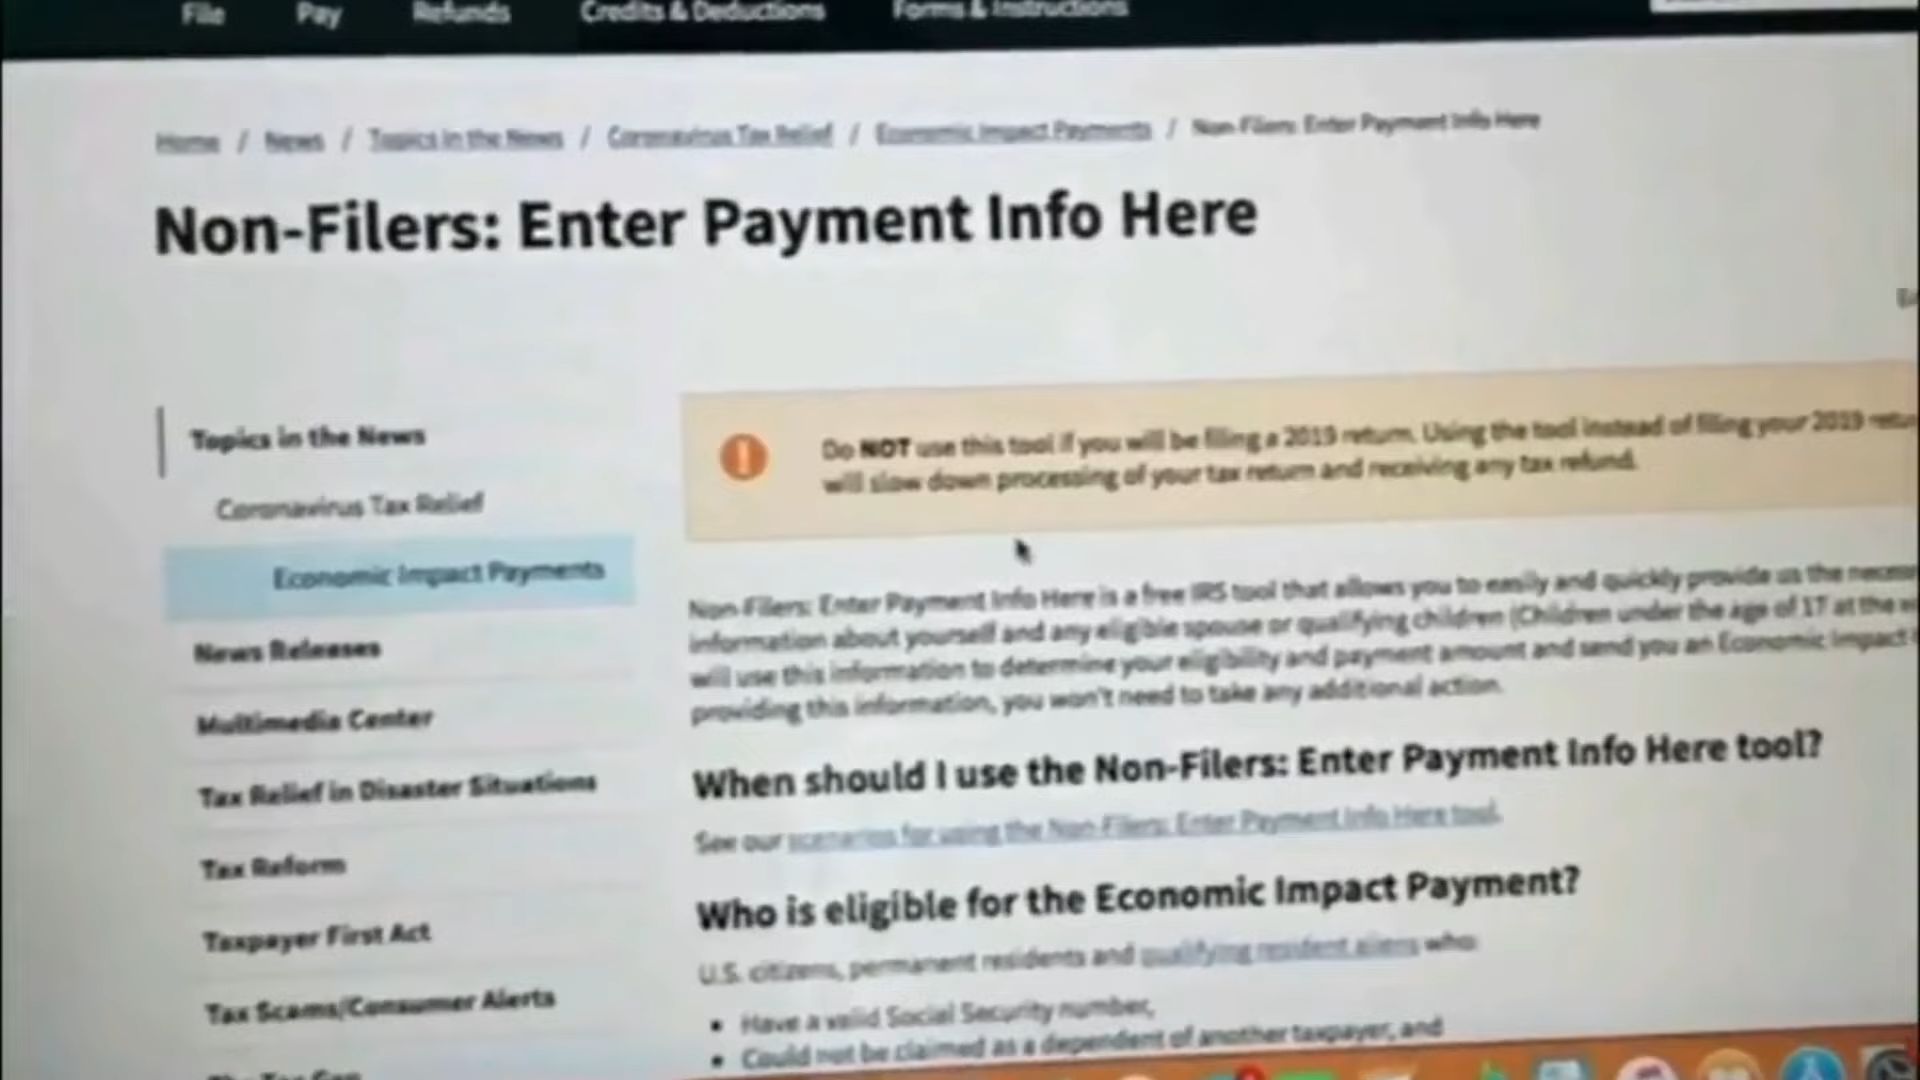 File Pay Refunds Credits & Deductions Forms & Instructions
Home / News / Topics in the News / Coronavirus Tax Relief / Economic Impact Payments / Non-Filers: Enter Payment Info Here
Non-Filers: Enter Payment Info Here
Topics in the News
Coronavirus Tax Relief
Economic Impact Payments
News Releases
Multimedia Center
Tax Relief in Disaster Situations
Tax Reform
Taxpayer First Act
Tax Scams/Consumer Alerts
The Tax Gap
Do NOT use this tool if you will be filing a 2019 return. Using the tool instead of filing your 2019
will slow down processing of your tax return and receiving any tax refund.
Non-Filers: Enter Payment Info Here is a free IRS tool that allows you to easily and quickly provide us the
information about yourself and any eligible spouse or qualifying children (Children under the age of 17 at the
will use this information to determine your eligibility and payment amount and send you an Economic Impact
providing this information, you won't need to take any additional action.
When should I use the Non-Filers: Enter Payment Info Here tool?
See our scenarios for using the Non-Filers: Enter Payment Info Here tool.
Who is eligible for the Economic Impact Payment?
U.S. citizens, permanent residents and qualifying resident aliens who:
• Have a valid Social Security number,
• Could not be claimed as a dependent of another taxpayer, and